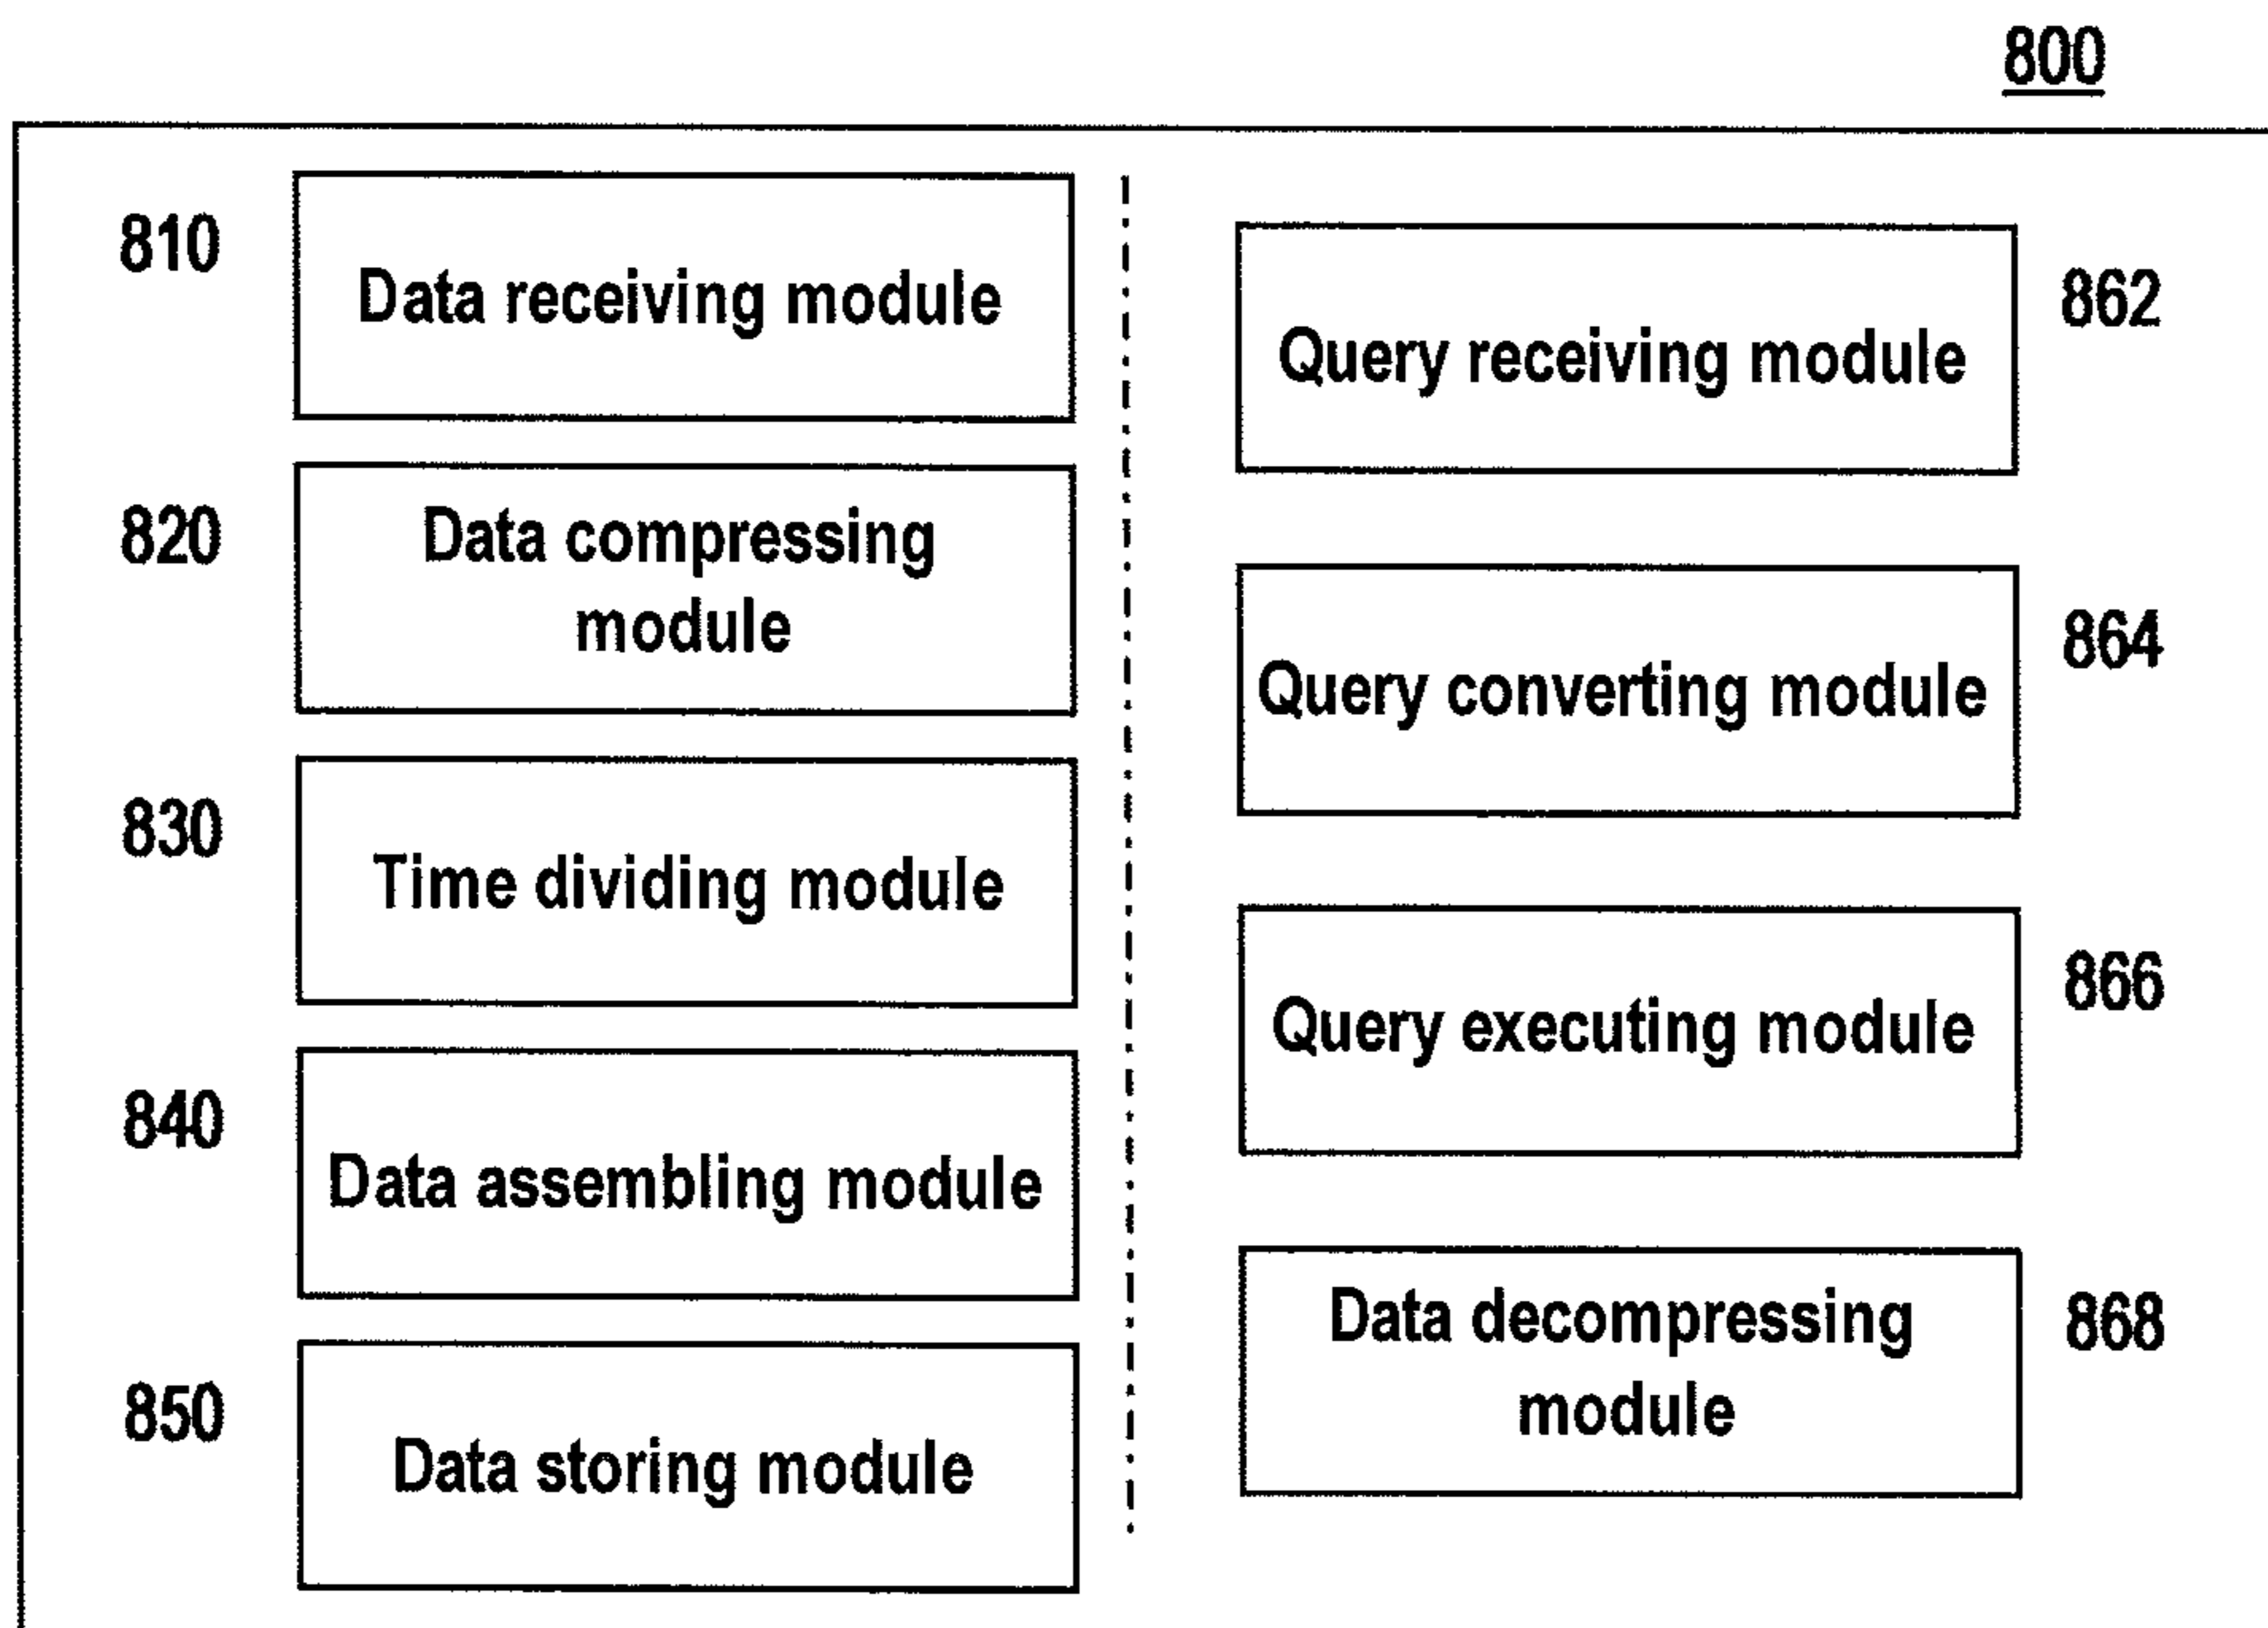 800
810
Data receiving module
820
Data compressing
module
830
Time dividing module
840
Data assembling module
850
Data storing module
Query receiving module
862
Query converting module
864
Query executing module
866
Data decompressing
module
868